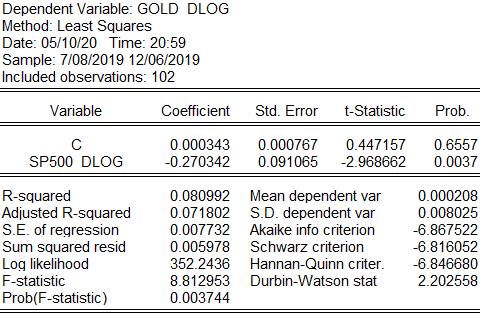 Dependent Variable: GOLD DLOG
Method: Least Squares
Date: 05/10/20 Time: 20:59
Sample: 7/08/2019 12/06/2019
Included observations: 102
Variable Coefficient Std. Error t-Statistic Prob.
C 0.000343 0.000767 0.447157 0.6557
SP500 DLOG -0.270342 0.091065 -2.968662 0.0037
R-squared 0.080992 Mean dependent var 0.000208
Adjusted R-squared 0.071802 S.D. dependent var 0.008025
S.E. of regression 0.007732 Akaike info criterion -6.867522
Sum squared resid 0.005978 Schwarz criterion -6.816052
Log likelihood 352.2436 Hannan-Quinn criter. -6.846680
F-statistic 8.812953 Durbin-Watson stat 2.202558
Prob(F-statistic) 0.003744